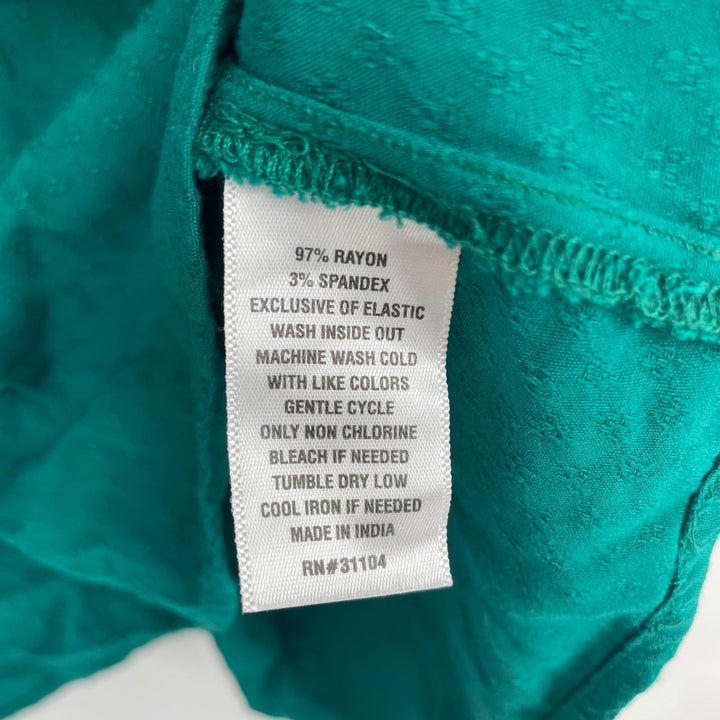 97% RAYON
3% SPANDEX
EXCLUSIVE OF ELASTIC
WASH INSIDE OUT
MACHINE WASH COLD
WITH LIKE COLORS
GENTLE CYCLE
ONLY NON CHLORINE
BLEACH IF NEEDED
TUMBLE DRY LOW
COOL IRON IF NEEDED
MADE IN INDIA
RN#31104